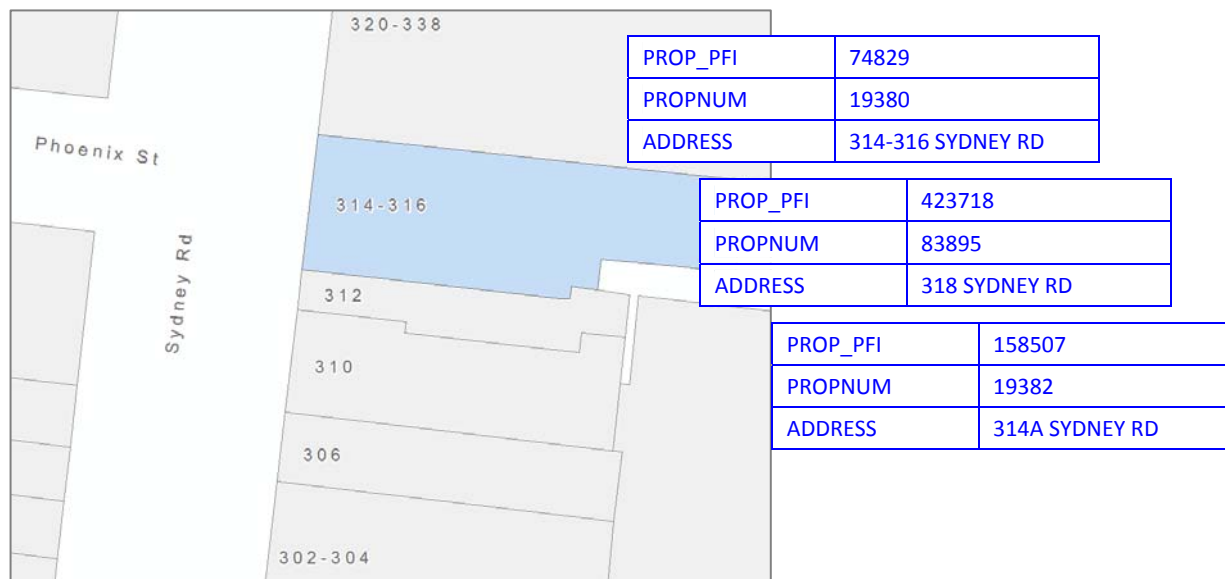 320-338
Phoenix St
314-316
Sydney Rd
312
310
306
302-304
PROP_PFI 74829
PROPNUM 19380
ADDRESS 314-316 SYDNEY RD
PROP_PFI 423718
PROPNUM 83895
ADDRESS 318 SYDNEY RD
PROP_PFI 158507
PROPNUM 19382
ADDRESS 314A SYDNEY RD